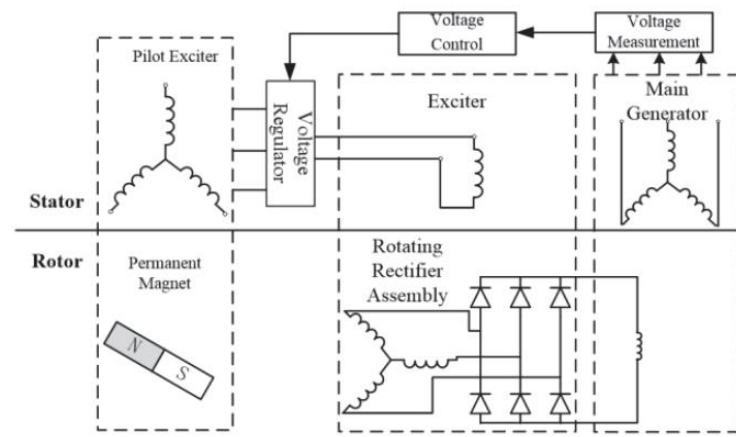 Voltage
Control
Voltage
Measurement
Pilot Exciter
Voltage
Regulator
Exciter
Main
Generator
Stator
Rotor
Permanent
Magnet
N
S
Rotating
Rectifier
Assembly